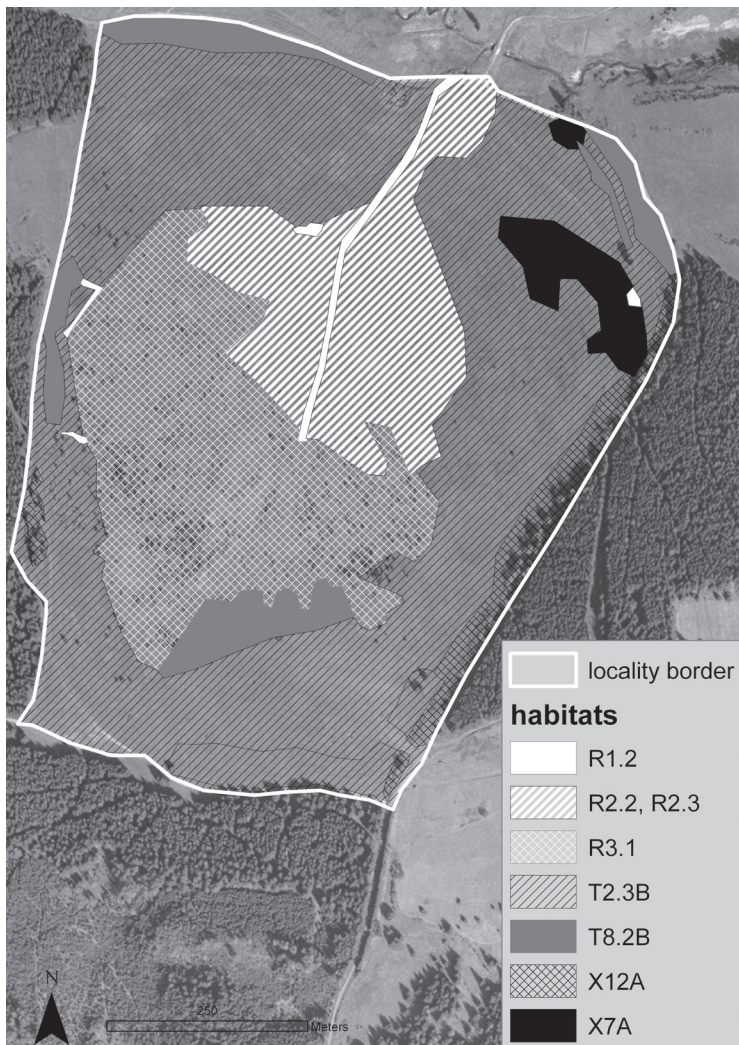 locality border
habitats
R1.2
R2.2, R2.3
R3.1
T2.3B
T8.2B
X12A
X7A
N
250
Meters